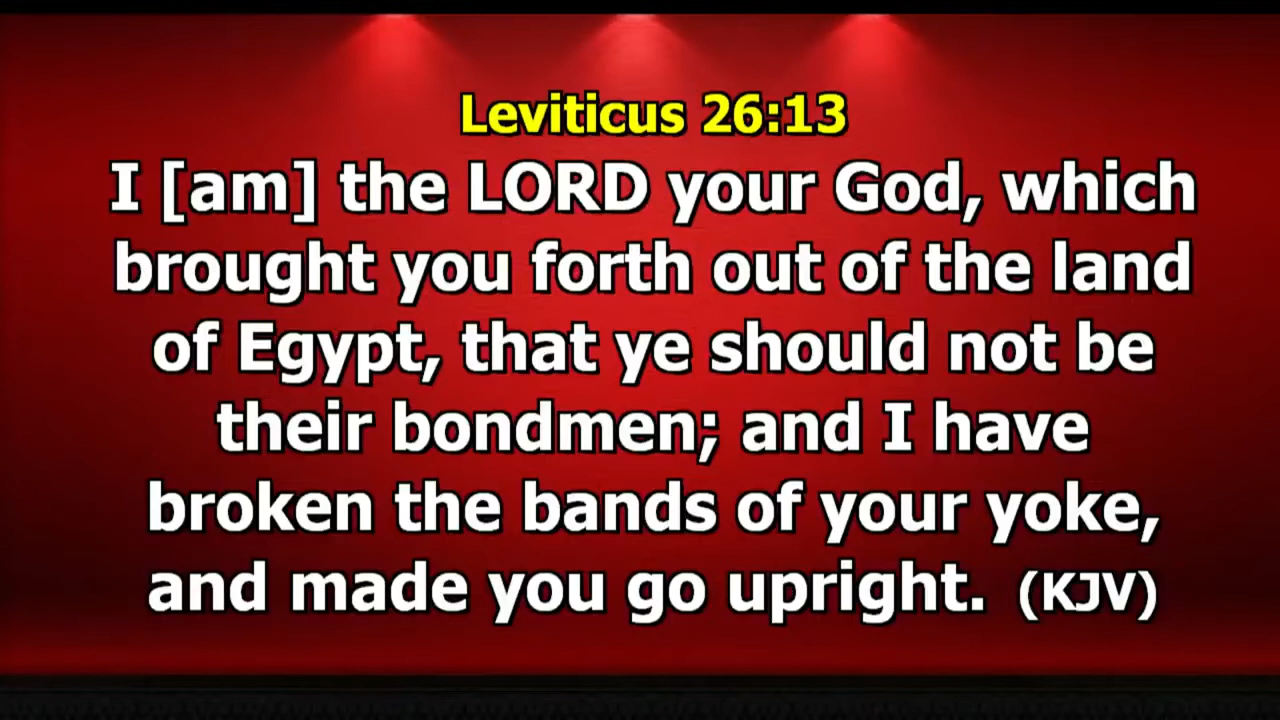 Leviticus 26:13
I [am] the LORD your God, which
brought you forth out of the land
of Egypt, that ye should not be
their bondmen; and I have
broken the bands of your yoke,
and made you go upright. (KJV)